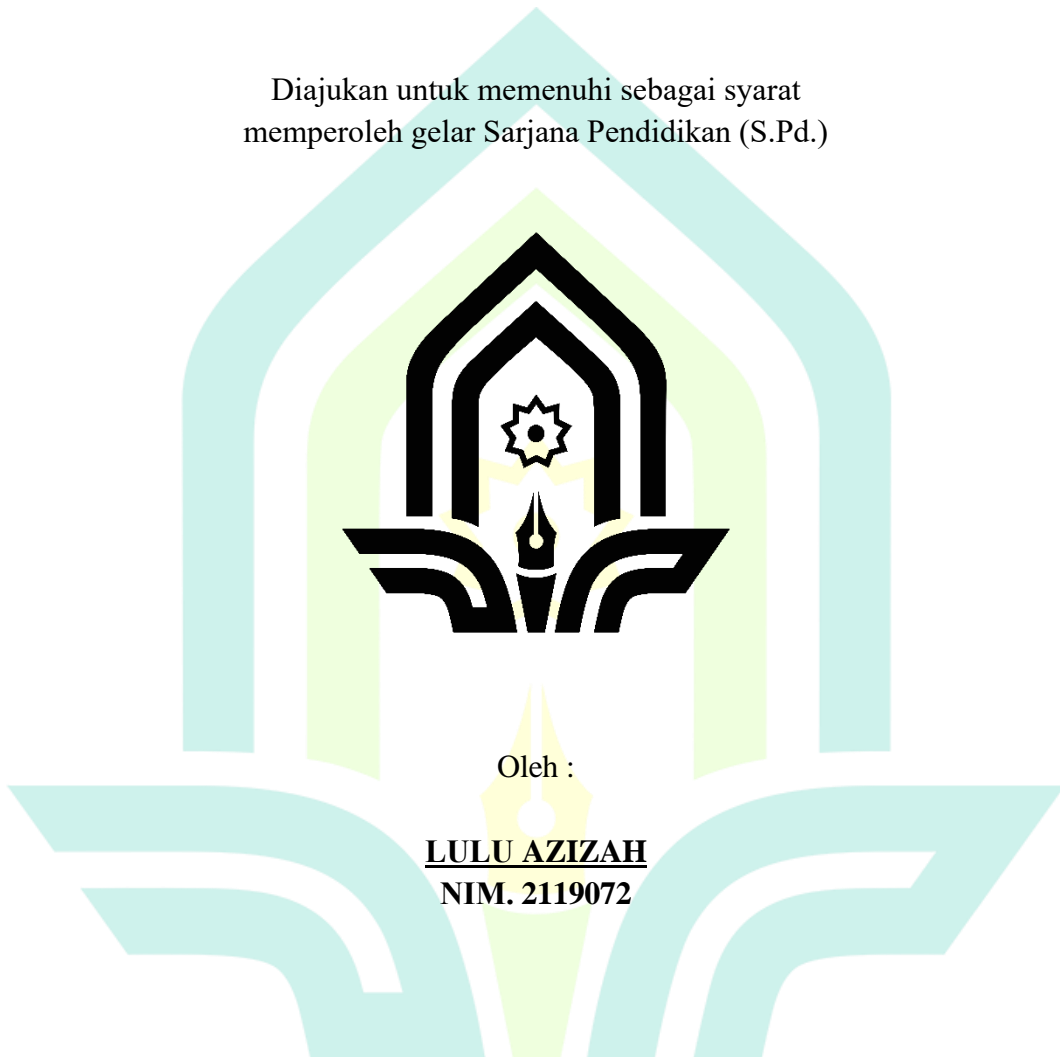 Diajukan untuk memenuhi sebagai syarat
memperoleh gelar Sarjana Pendidikan (S.Pd.)
Oleh :
LULU AZIZAH
NIM. 2119072